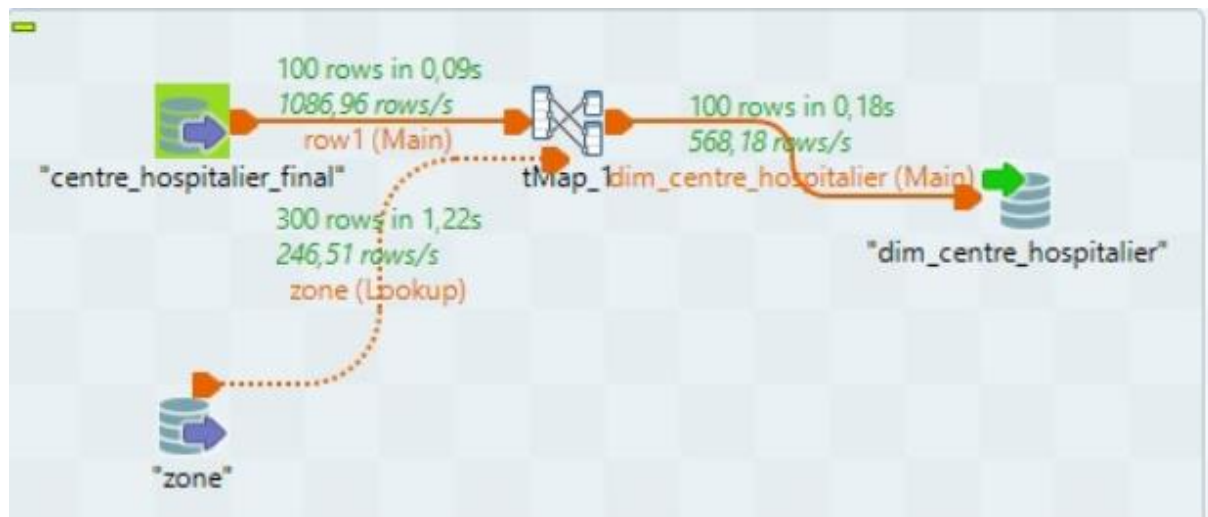 100 rows in 0,09s
1086,96 rows/s
row1 (Main)
"centre_hospitalier_final"
tMap_1
100 rows in 0,18s
568,18 rows/s
dim_centre_hospitalier (Main)
"dim_centre_hospitalier"
300 rows in 1,22s
246,51 rows/s
zone (Lookup)
"zone"